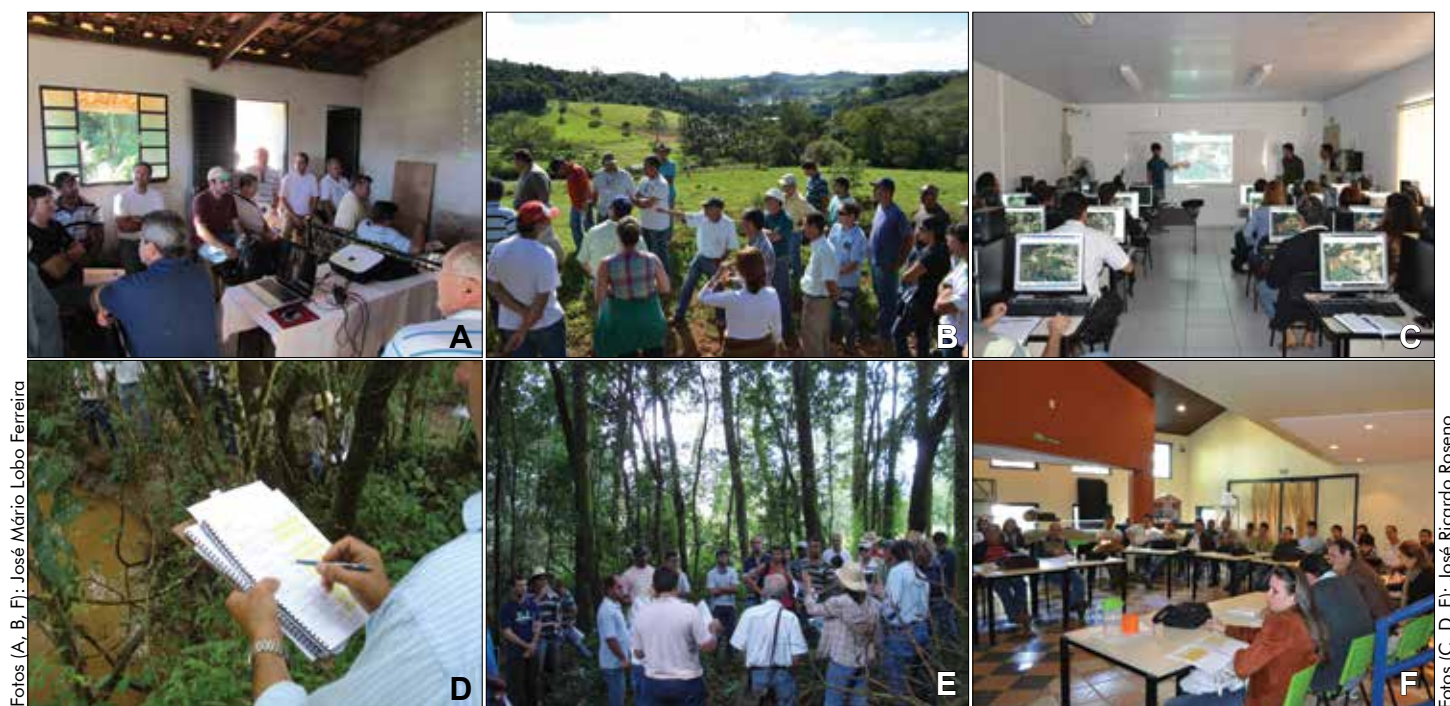 Fotos (A, B, F): José Mário Lobo Ferreira
A
B
C
D
E
F
Fotos (C, D, E): José Ricardo Roseno